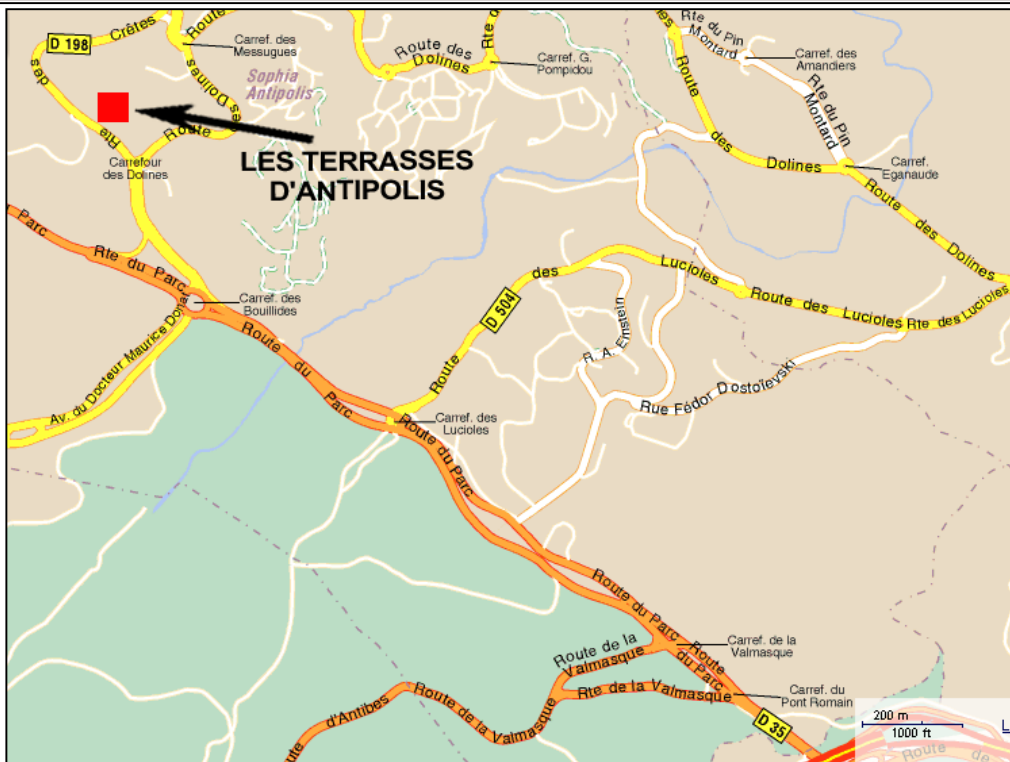 D 198
Crêtes
Route
Carref. des
Messugues
des Dolines
Sophia
Antipolis
des
Rte
Route
Carrefour
des Dolines
LES TERRASSES
D'ANTIPOLIS
Route des
Dolines
Rte d
Carref. G.
Pompidou
Rte du Pin
Montard
Carref. des
Amandiers
Rte du Pin
Montard
Route
des
Dolines
Carref.
Eganaude
Route des Dolines
Parc
Rte du Parc
Carref. des
Bouillides
Av. du Docteur Maurice Donat
Route du Parc
D 504
Route
des
Lucioles
Route des Lucioles
Rte des Lucioles
R. A. Einstein
Rue Fédor Dostoïevski
Carref. des
Lucioles
Route du Parc
Route du Parc
Route
du Parc
Carref. de la
Valmasque
Route de la
Valmasque
Rte de la Valmasque
Carref. du
Pont Romain
D 35
oute
d'Antibes
Route de la Valmasque
200 m
1000 ft
Route de